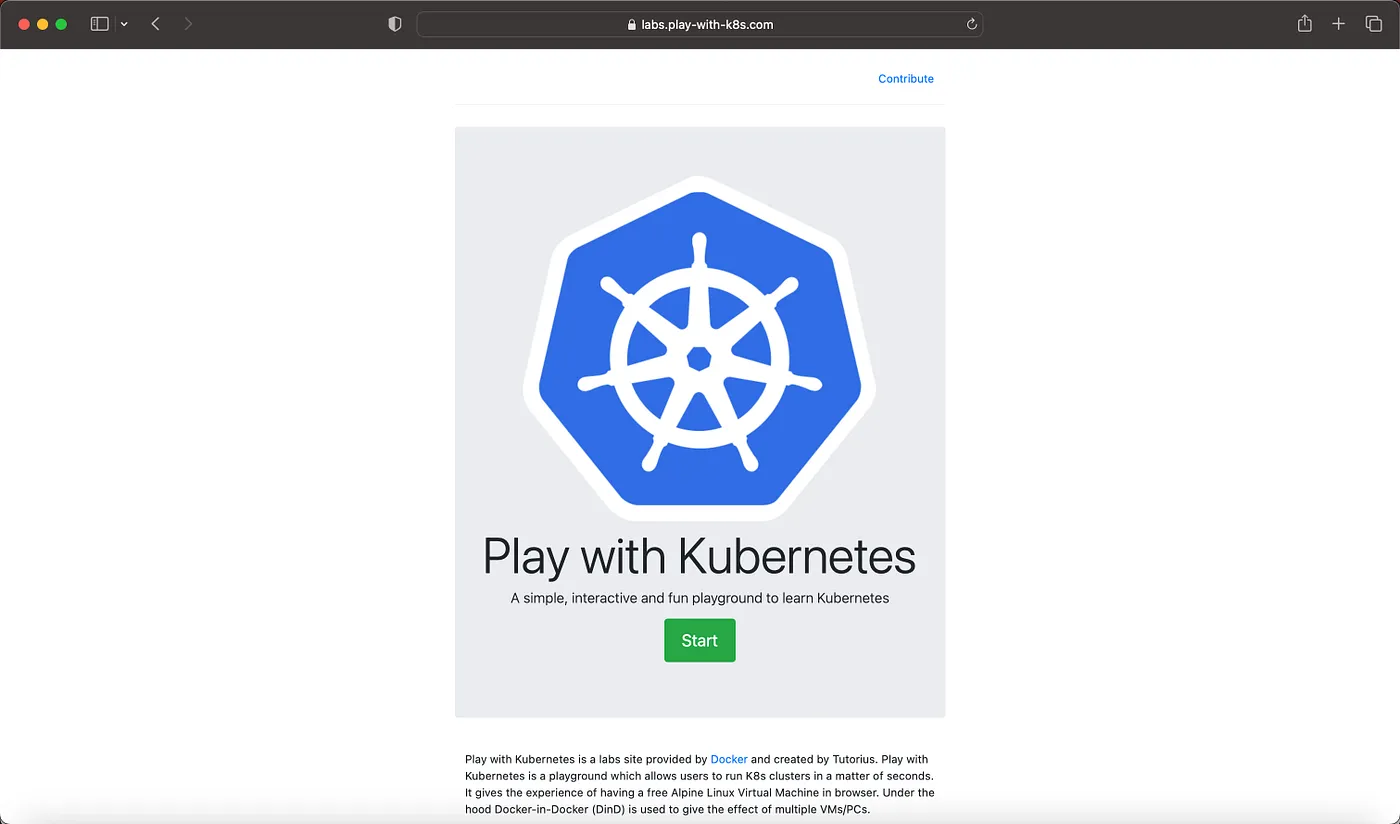 labs.play-with-k8s.com
Contribute
Play with Kubernetes
A simple, interactive and fun playground to learn Kubernetes
Start
Play with Kubernetes is a labs site provided by Docker and created by Tutorius. Play with
Kubernetes is a playground which allows users to run K8s clusters in a matter of seconds.
It gives the experience of having a free Alpine Linux Virtual Machine in browser. Under the
hood Docker-in-Docker (DinD) is used to give the effect of multiple VMs/PCs.